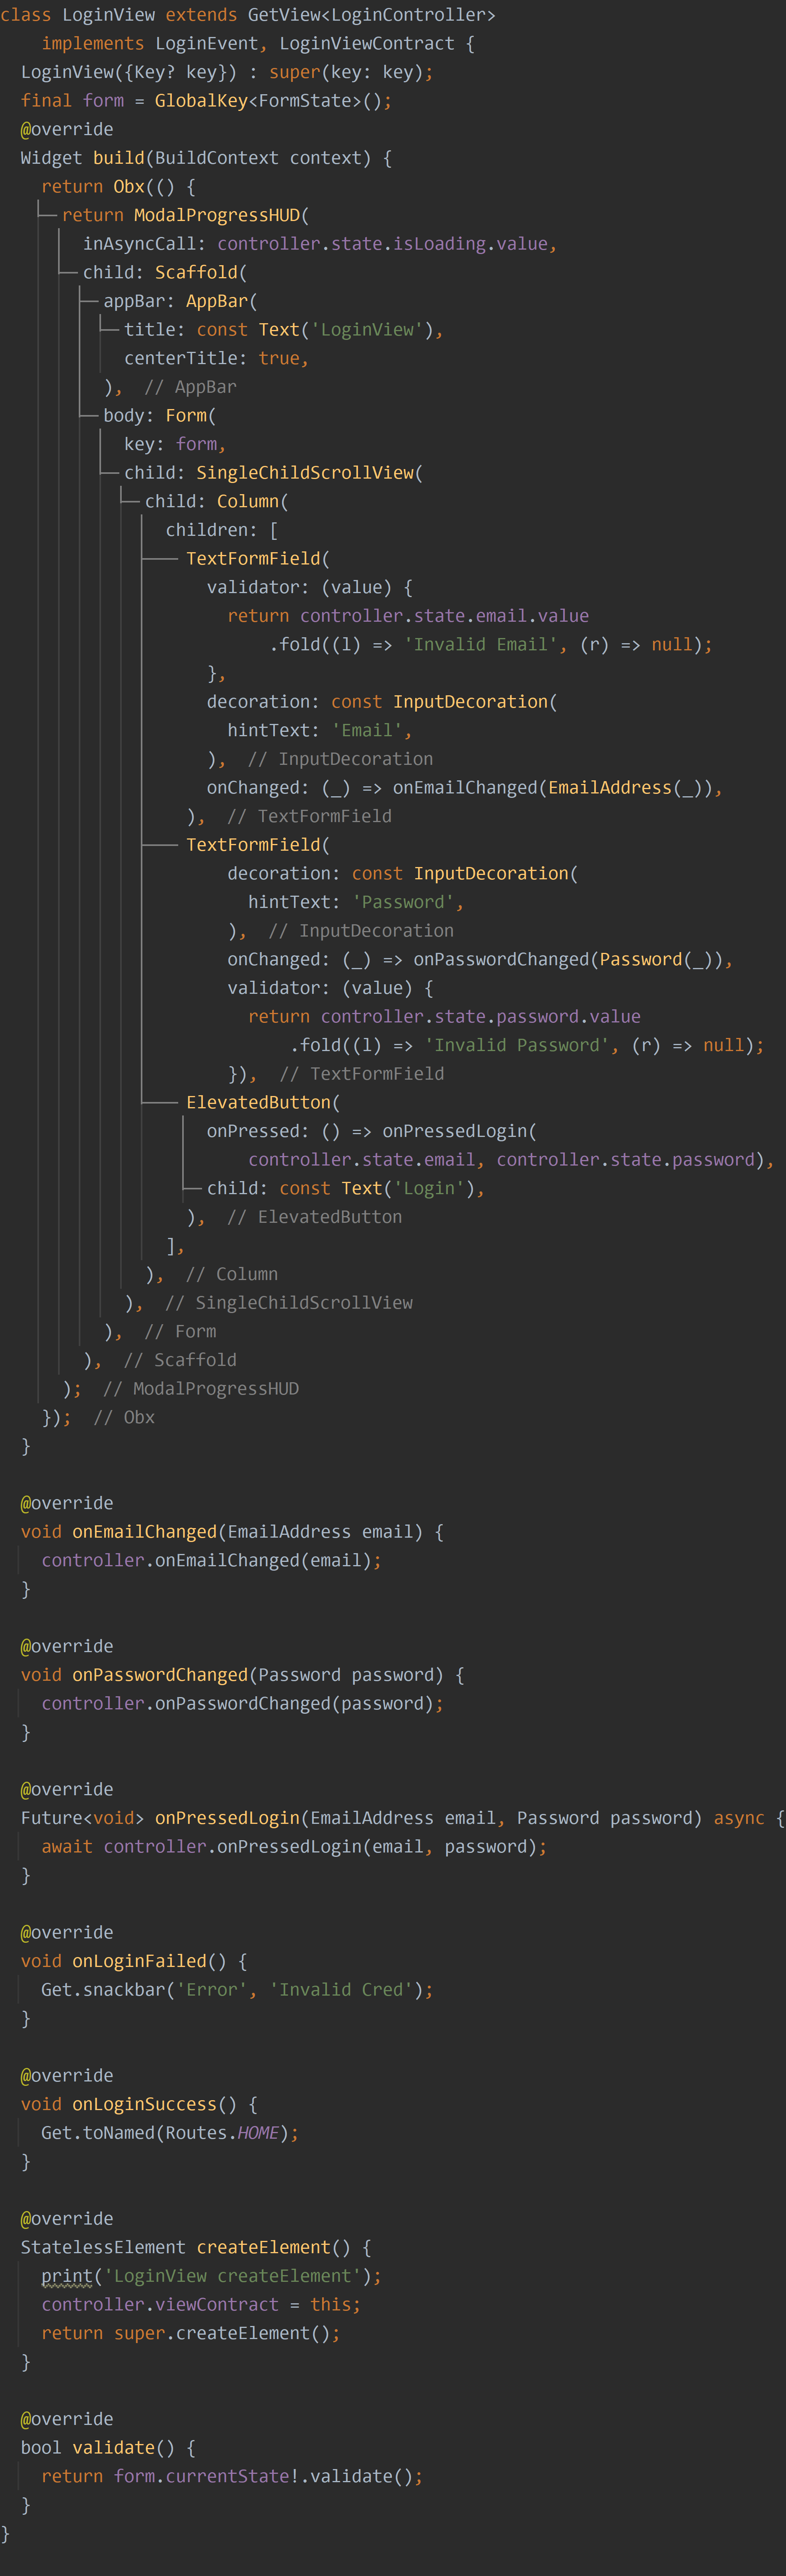 class LoginView extends GetView<LoginController>
    implements LoginEvent, LoginViewContract {
  LoginView({Key? key}) : super(key: key);
  final form = GlobalKey<FormState>();
  @override
  Widget build(BuildContext context) {
    return Obx(() {
      return ModalProgressHUD(
        inAsyncCall: controller.state.isLoading.value,
        child: Scaffold(
          appBar: AppBar(
            title: const Text('LoginView'),
            centerTitle: true,
          ),  // AppBar
          body: Form(
            key: form,
            child: SingleChildScrollView(
              child: Column(
                children: [
                  TextFormField(
                    validator: (value) {
                      return controller.state.email.value
                          .fold((l) => 'Invalid Email', (r) => null);
                    },
                    decoration: const InputDecoration(
                      hintText: 'Email',
                    ),  // InputDecoration
                    onChanged: (_) => onEmailChanged(EmailAddress(_)),
                  ),  // TextFormField
                  TextFormField(
                      decoration: const InputDecoration(
                        hintText: 'Password',
                      ),  // InputDecoration
                      onChanged: (_) => onPasswordChanged(Password(_)),
                      validator: (value) {
                        return controller.state.password.value
                            .fold((l) => 'Invalid Password', (r) => null);
                      }),  // TextFormField
                  ElevatedButton(
                    onPressed: () => onPressedLogin(
                        controller.state.email, controller.state.password),
                    child: const Text('Login'),
                  ),  // ElevatedButton
                ],
              ),  // Column
            ),  // SingleChildScrollView
          ),  // Form
        ),  // Scaffold
      );  // ModalProgressHUD
    });  // Obx
  }

  @override
  void onEmailChanged(EmailAddress email) {
    controller.onEmailChanged(email);
  }

  @override
  void onPasswordChanged(Password password) {
    controller.onPasswordChanged(password);
  }

  @override
  Future<void> onPressedLogin(EmailAddress email, Password password) async {
    await controller.onPressedLogin(email, password);
  }

  @override
  void onLoginFailed() {
    Get.snackbar('Error', 'Invalid Cred');
  }

  @override
  void onLoginSuccess() {
    Get.toNamed(Routes.HOME);
  }

  @override
  StatelessElement createElement() {
    print('LoginView createElement');
    controller.viewContract = this;
    return super.createElement();
  }

  @override
  bool validate() {
    return form.currentState!.validate();
  }
}